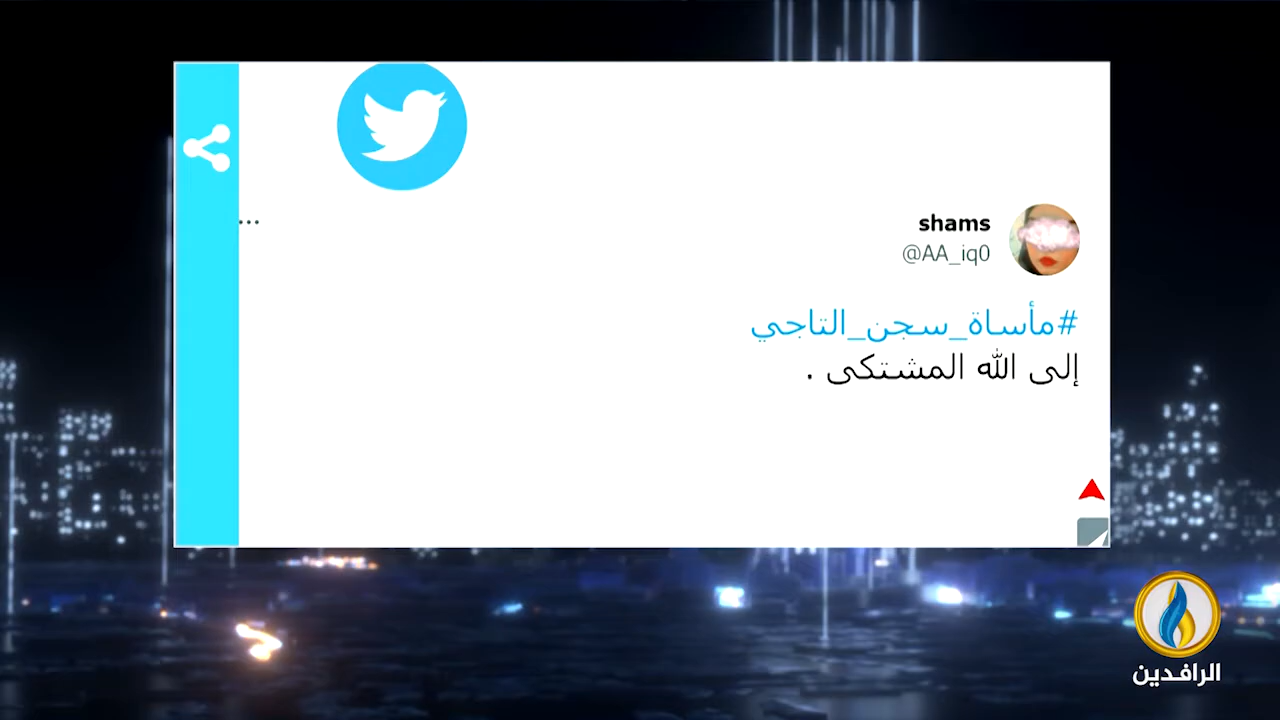 ...
shams
@AA_iq0
#مأساة_سجن_التاجي
إلى الله المشتكى .
الرافدين